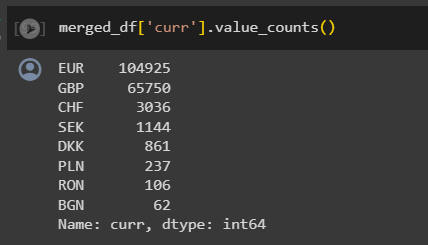 merged_df['curr'].value_counts()
EUR    104925
GBP     65750
CHF      3036
SEK      1144
DKK       861
PLN       237
RON       106
BGN        62
Name: curr, dtype: int64